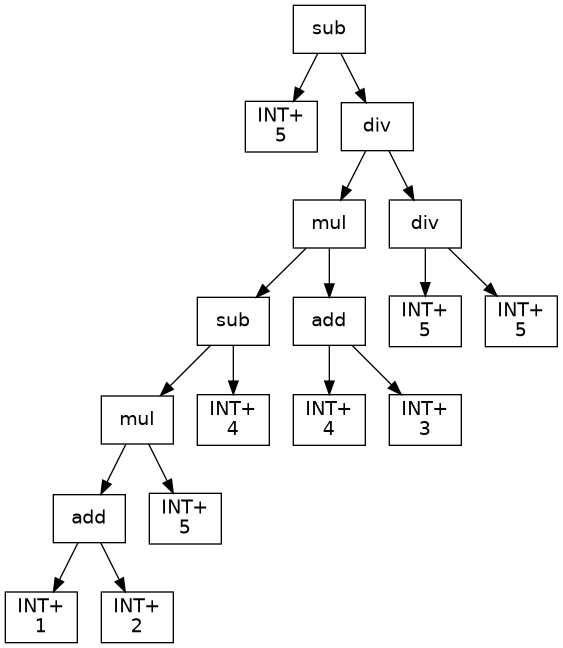 sub
INT+
5
div
mul
div
sub
add
INT+
5
INT+
5
mul
INT+
4
INT+
4
INT+
3
add
INT+
5
INT+
1
INT+
2